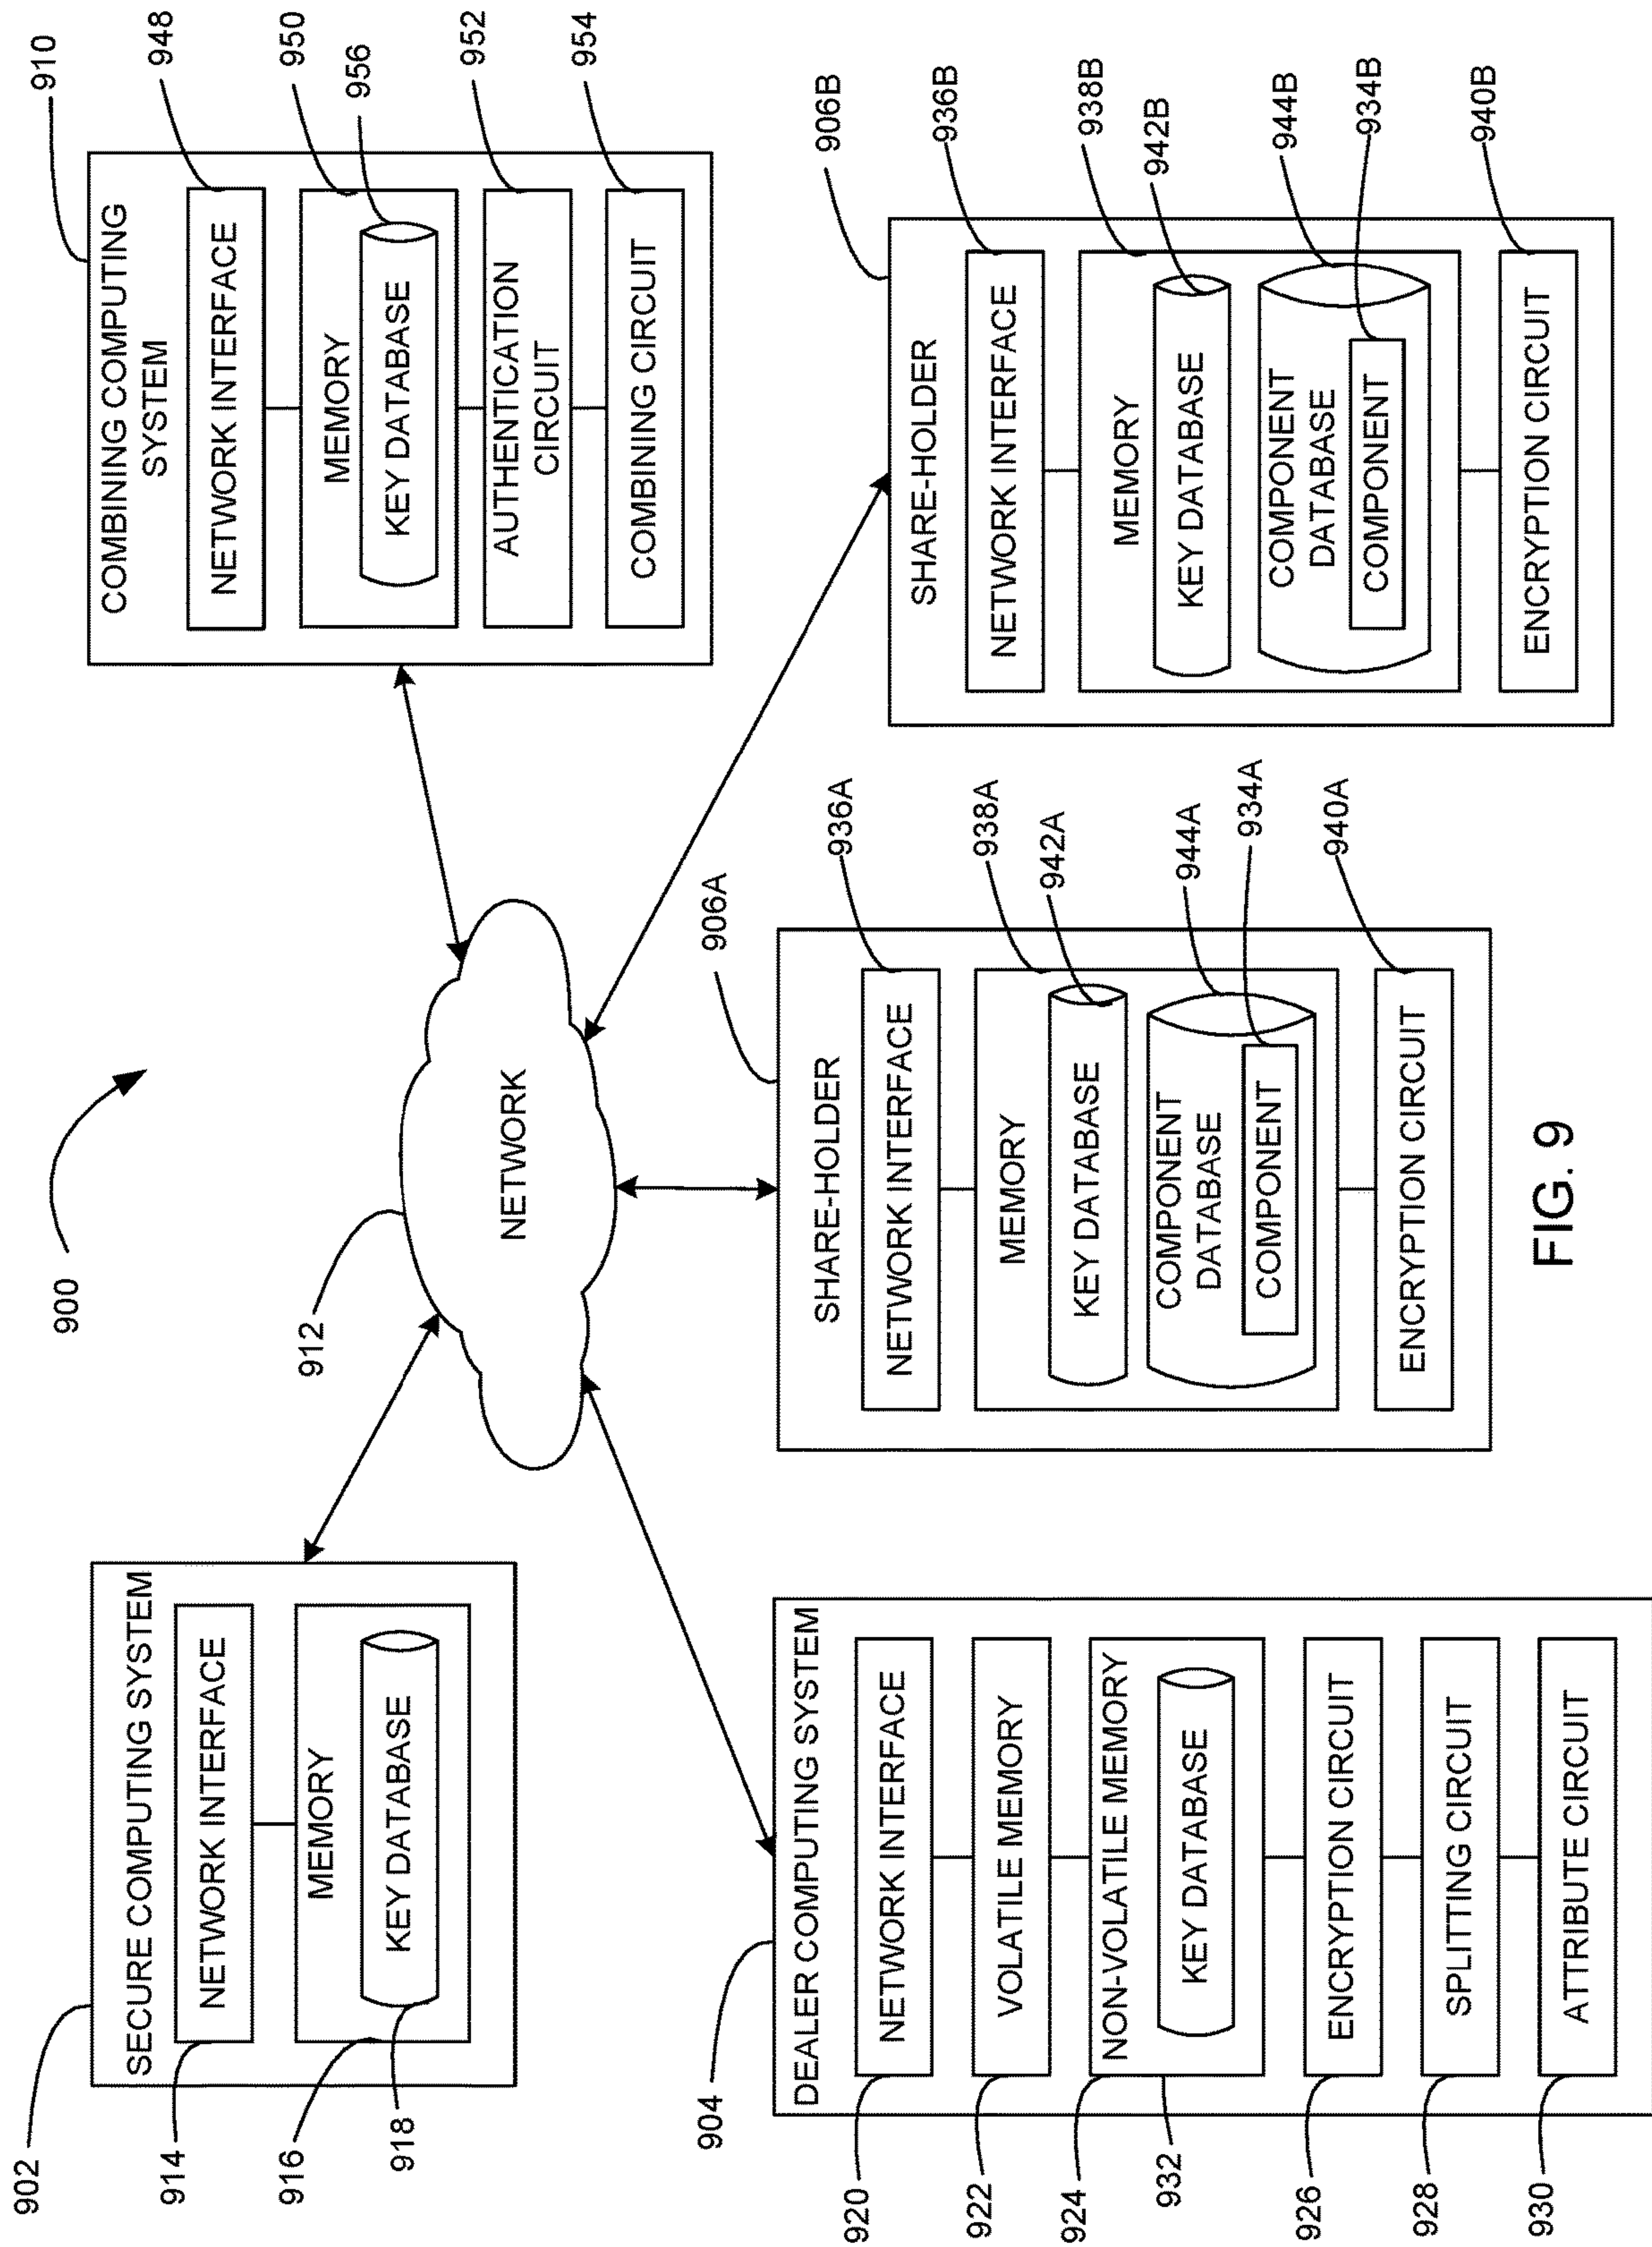 900
902
SECURE COMPUTING SYSTEM
914
NETWORK INTERFACE
916
MEMORY
918
KEY DATABASE
912
NETWORK
910
COMBINING COMPUTING
SYSTEM
948
NETWORK INTERFACE
950
MEMORY
956
KEY DATABASE
952
AUTHENTICATION
CIRCUIT
954
COMBINING CIRCUIT
904
DEALER COMPUTING SYSTEM
920
NETWORK INTERFACE
922
VOLATILE MEMORY
924
NON-VOLATILE MEMORY
932
KEY DATABASE
926
ENCRYPTION CIRCUIT
928
SPLITTING CIRCUIT
930
ATTRIBUTE CIRCUIT
906A
SHARE-HOLDER
936A
NETWORK INTERFACE
938A
MEMORY
942A
KEY DATABASE
944A
COMPONENT
DATABASE
934A
COMPONENT
940A
ENCRYPTION CIRCUIT
906B
SHARE-HOLDER
936B
NETWORK INTERFACE
938B
MEMORY
942B
KEY DATABASE
944B
COMPONENT
DATABASE
934B
COMPONENT
940B
ENCRYPTION CIRCUIT
FIG. 9